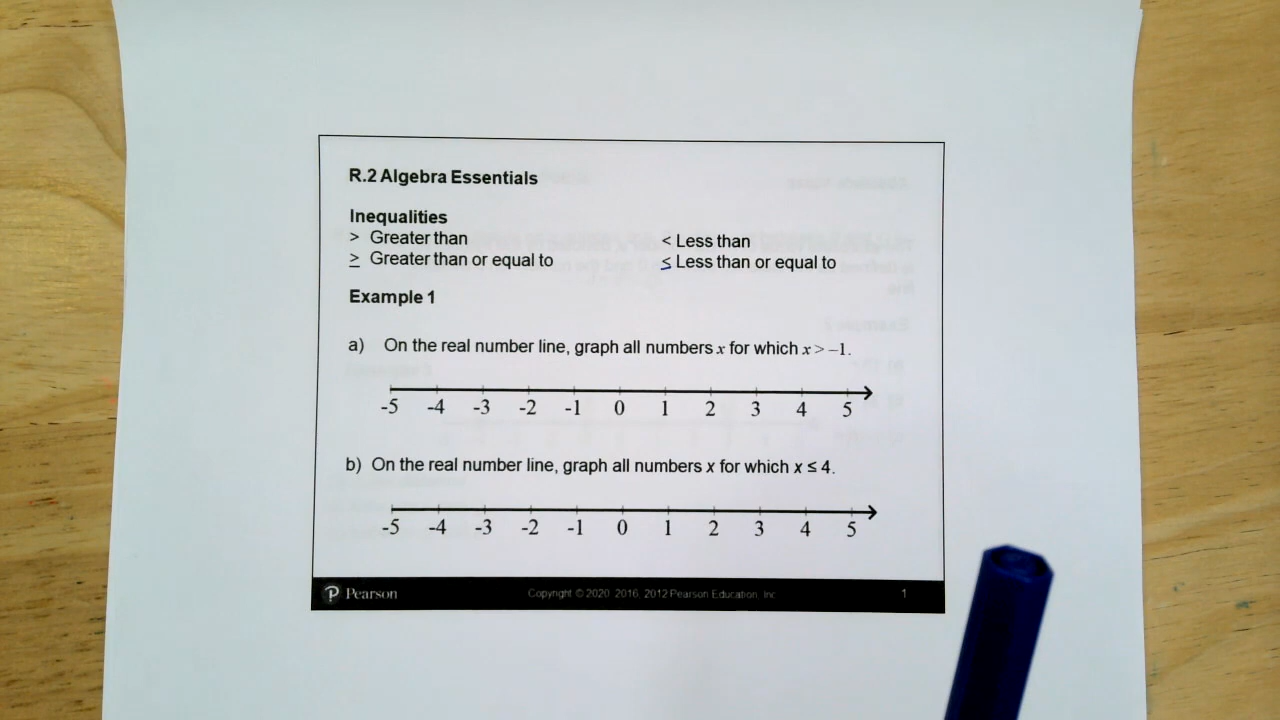 R.2 Algebra Essentials
Inequalities
> Greater than < Less than
≥ Greater than or equal to ≤ Less than or equal to
Example 1
a) On the real number line, graph all numbers x for which x > −1.
-5 -4 -3 -2 -1 0 1 2 3 4 5
b) On the real number line, graph all numbers x for which x ≤ 4.
-5 -4 -3 -2 -1 0 1 2 3 4 5
P Pearson Copyright © 2020, 2016, 2012 Pearson Education, Inc. 1